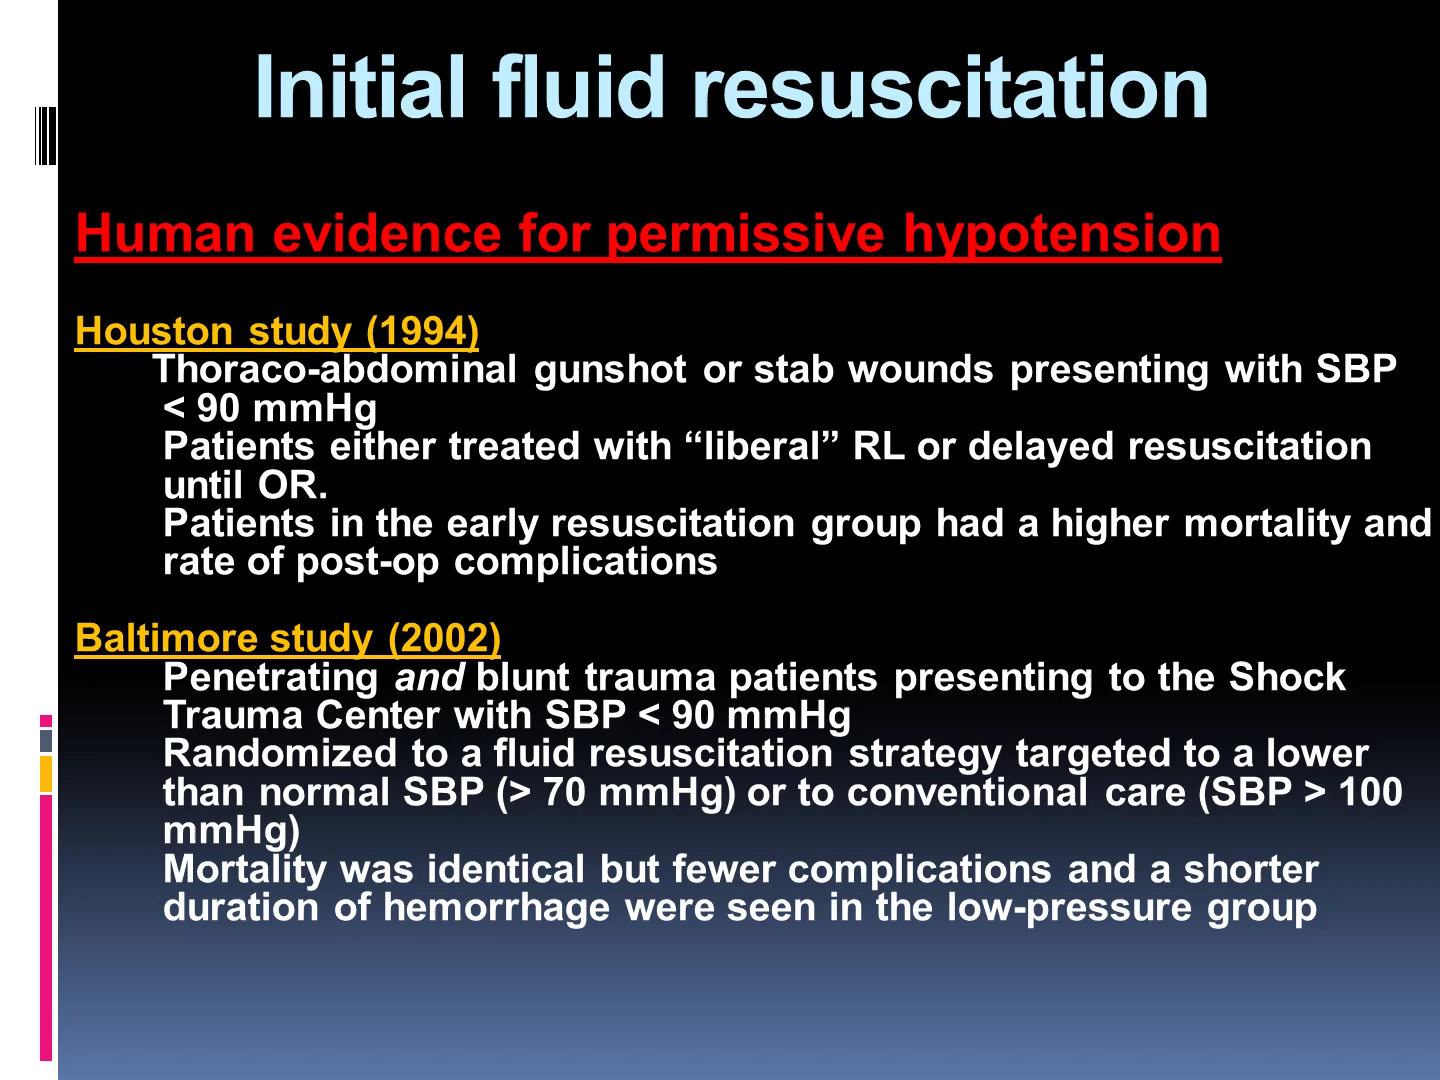 Initial fluid resuscitation
Human evidence for permissive hypotension
Houston study (1994)
Thoraco-abdominal gunshot or stab wounds presenting with SBP
< 90 mmHg
Patients either treated with “liberal” RL or delayed resuscitation
until OR.
Patients in the early resuscitation group had a higher mortality and
rate of post-op complications
Baltimore study (2002)
Penetrating and blunt trauma patients presenting to the Shock
Trauma Center with SBP < 90 mmHg
Randomized to a fluid resuscitation strategy targeted to a lower
than normal SBP (> 70 mmHg) or to conventional care (SBP > 100
mmHg)
Mortality was identical but fewer complications and a shorter
duration of hemorrhage were seen in the low-pressure group